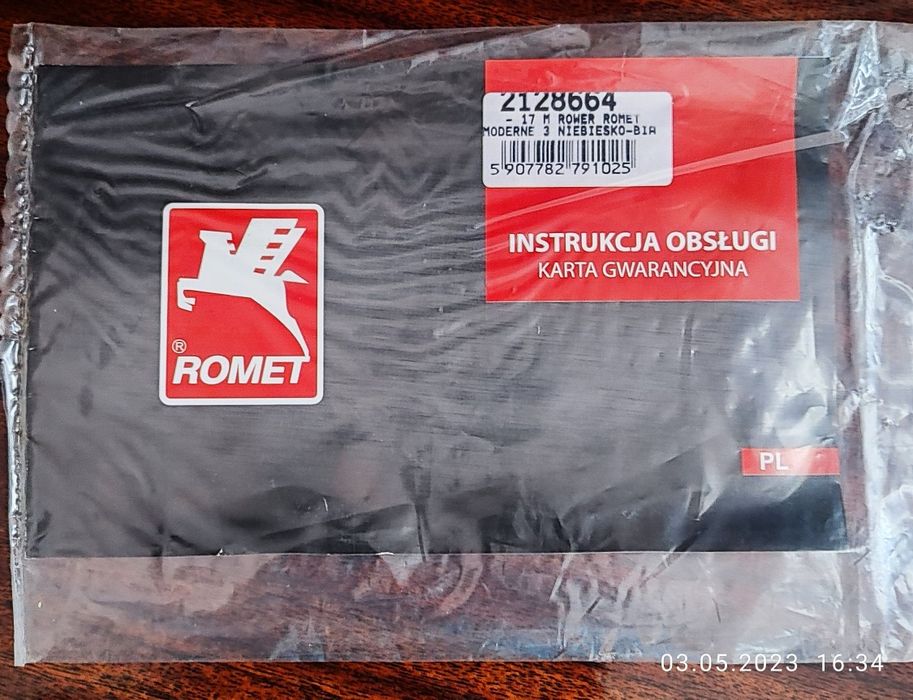 2128664
- 17 M ROWER ROMET
MODERNE 3 NIEBIESKO-BIA
5 907782 791025
INSTRUKCJA OBSŁUGI
KARTA GWARANCYJNA
®
ROMET
PL
03.05.2023 16:34